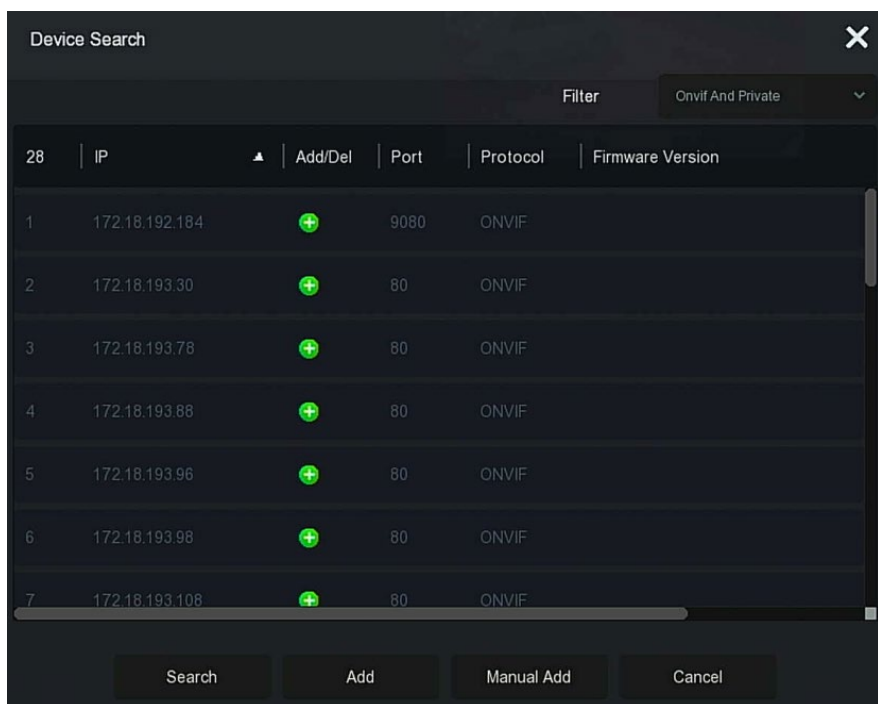 Device Search
Filter Onvif And Private
28 IP Add/Del Port Protocol Firmware Version
1 172.18.192.184 9080 ONVIF
2 172.18.193.30 80 ONVIF
3 172.18.193.78 80 ONVIF
4 172.18.193.88 80 ONVIF
5 172.18.193.96 80 ONVIF
6 172.18.193.98 80 ONVIF
7 172.18.193.108 80 ONVIF
Search Add Manual Add Cancel